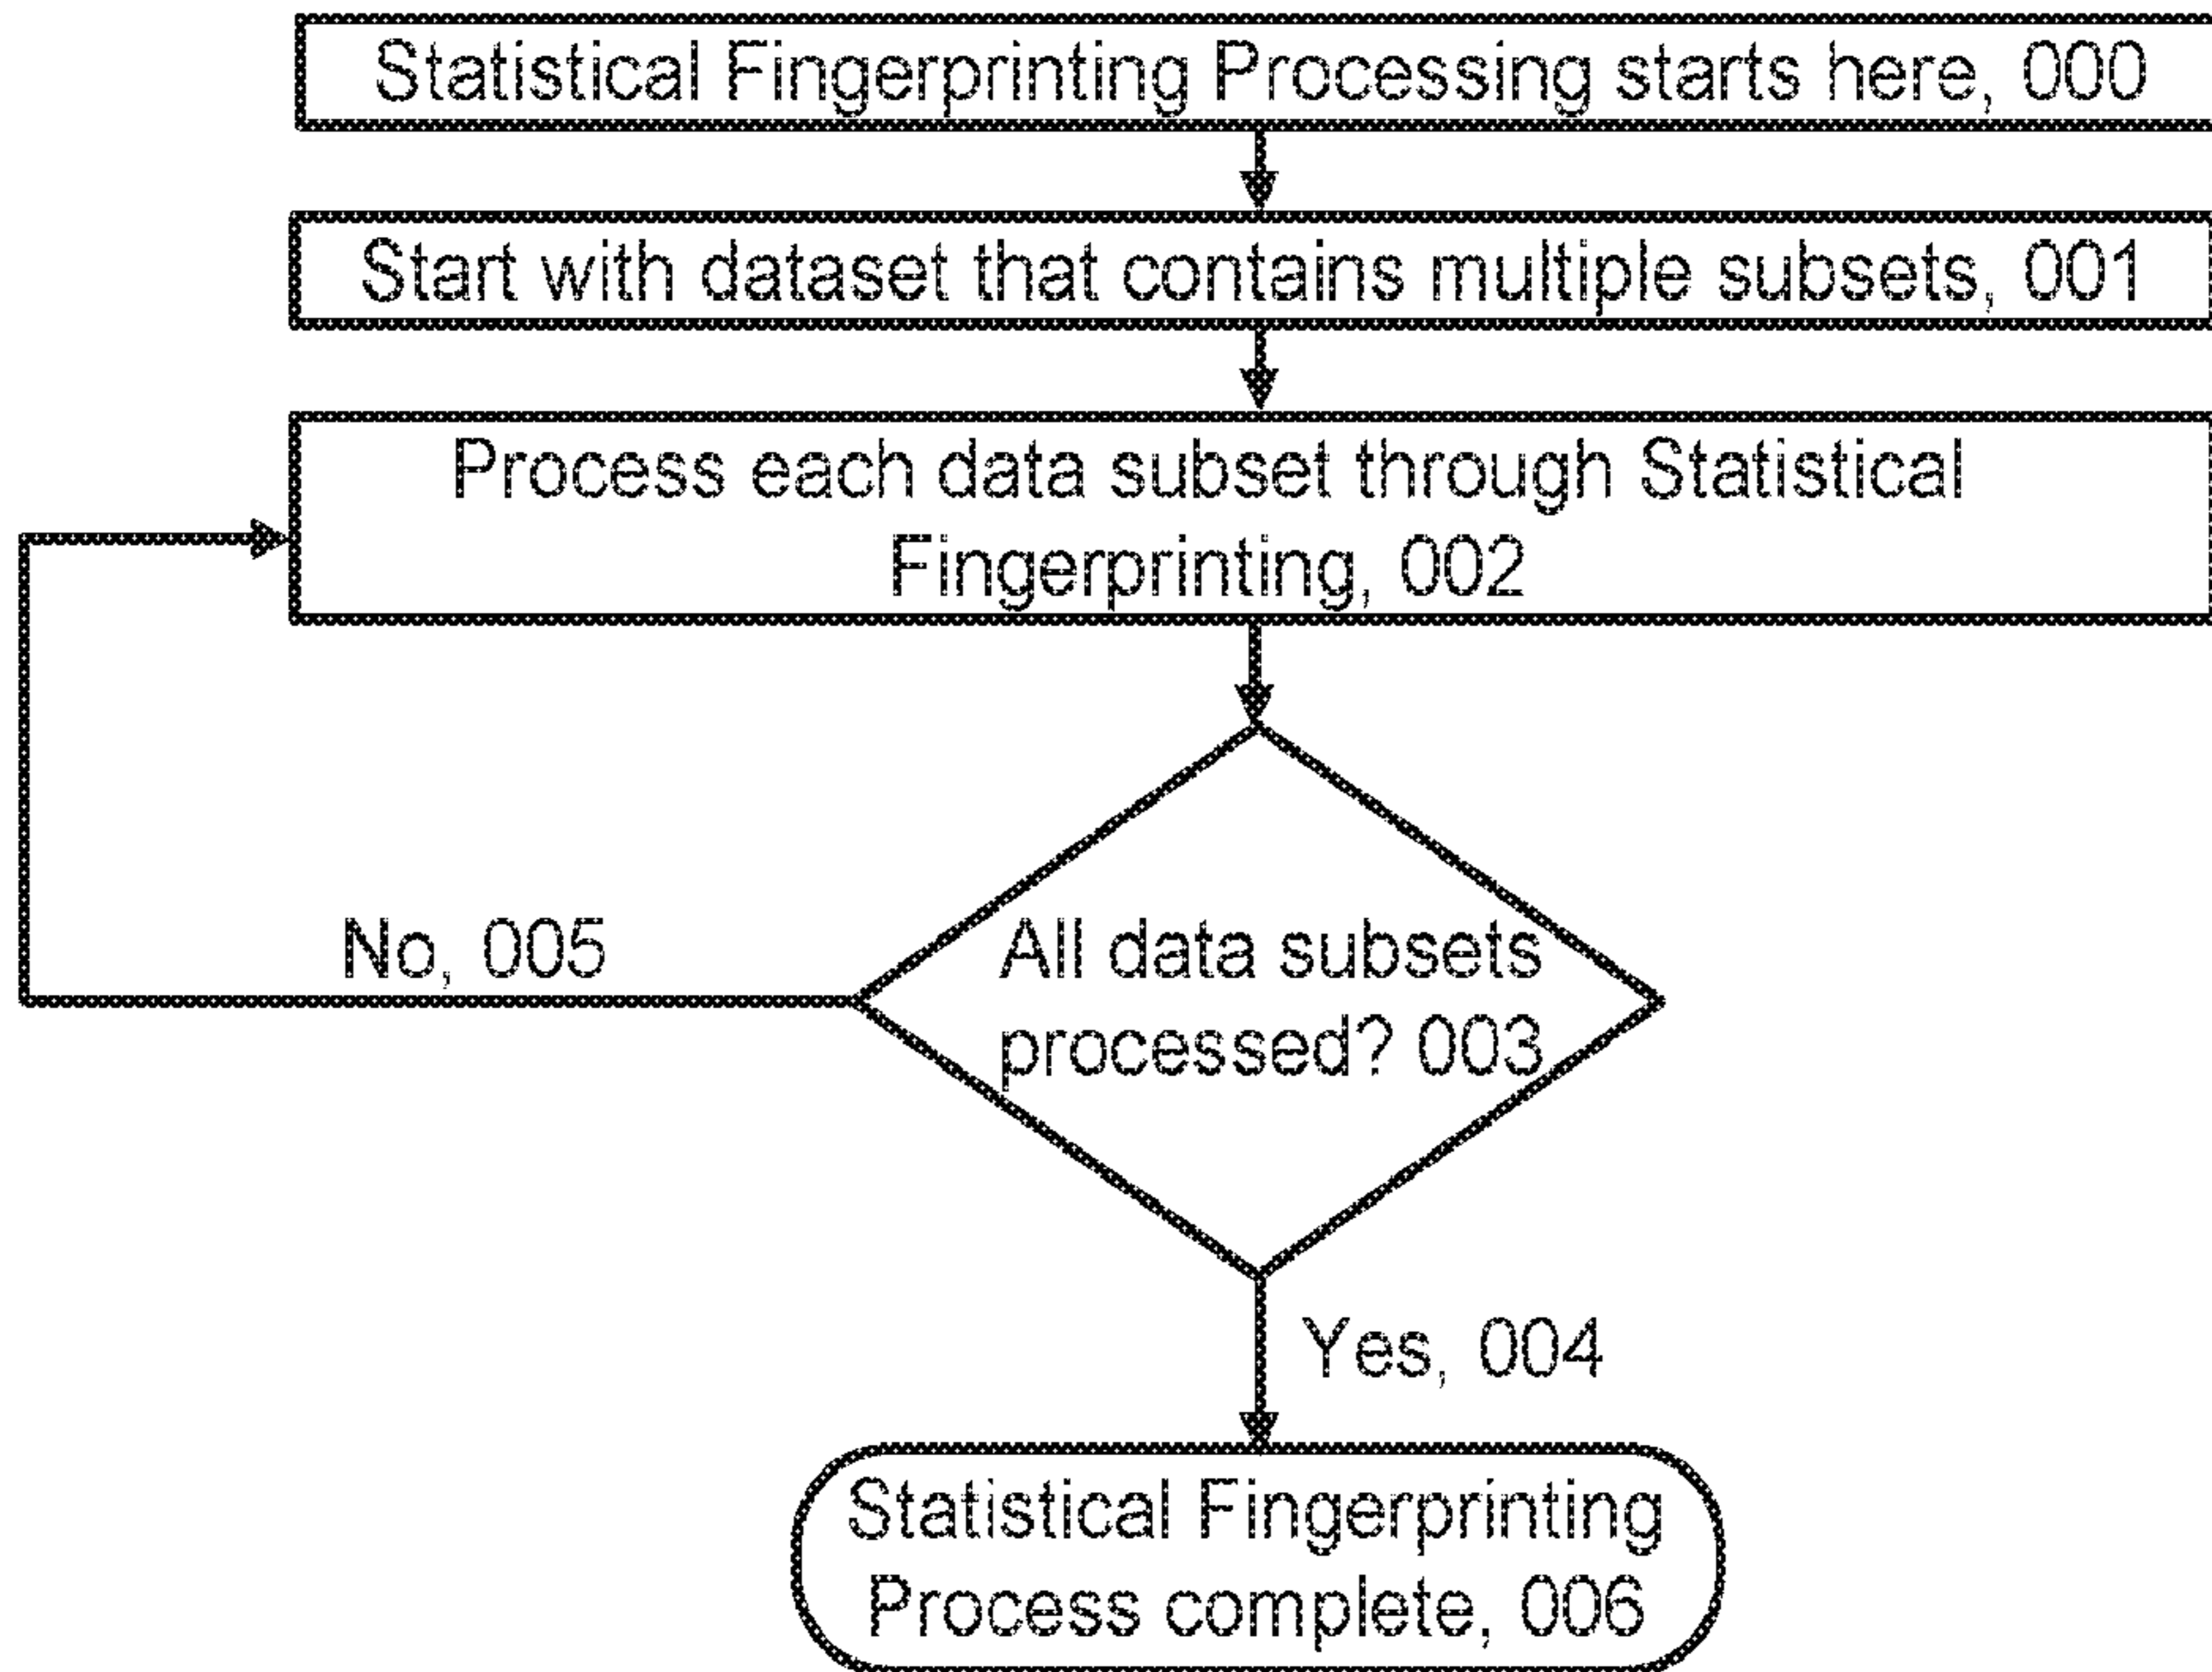 Statistical Fingerprinting Processing starts here, 000
Start with dataset that contains multiple subsets, 001
Process each data subset through Statistical
Fingerprinting, 002
All data subsets
processed? 003
No, 005
Yes, 004
Statistical Fingerprinting
Process complete, 006